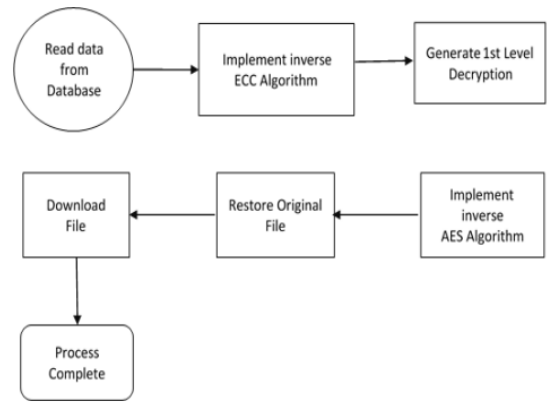 Read data
from
Database
Implement inverse
ECC Algorithm
Generate 1st Level
Decryption
Download
File
Restore Original
File
Implement
inverse
AES Algorithm
Process
Complete